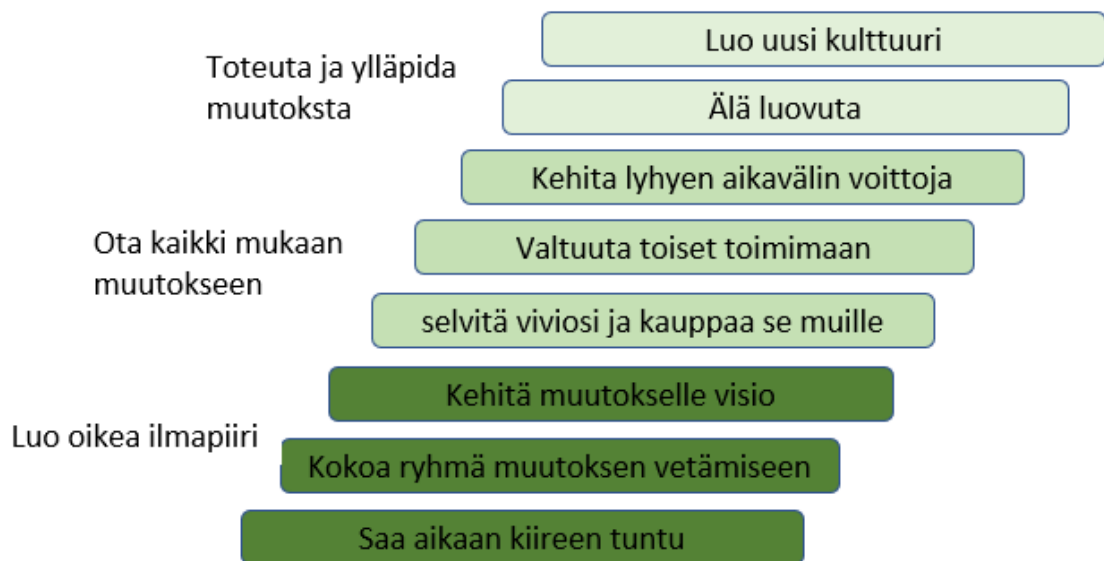 Luo uusi kulttuuri
Toteuta ja ylläpida
muutoksta
Älä luovuta
Kehita lyhyen aikavälin voittoja
Ota kaikki mukaan
muutokseen
Valtuuta toiset toimimaan
selvitä viviosi ja kauppaa se muille
Kehitä muutokselle visio
Luo oikea ilmapiiri
Kokoa ryhmä muutoksen vetämiseen
Saa aikaan kiireen tuntu